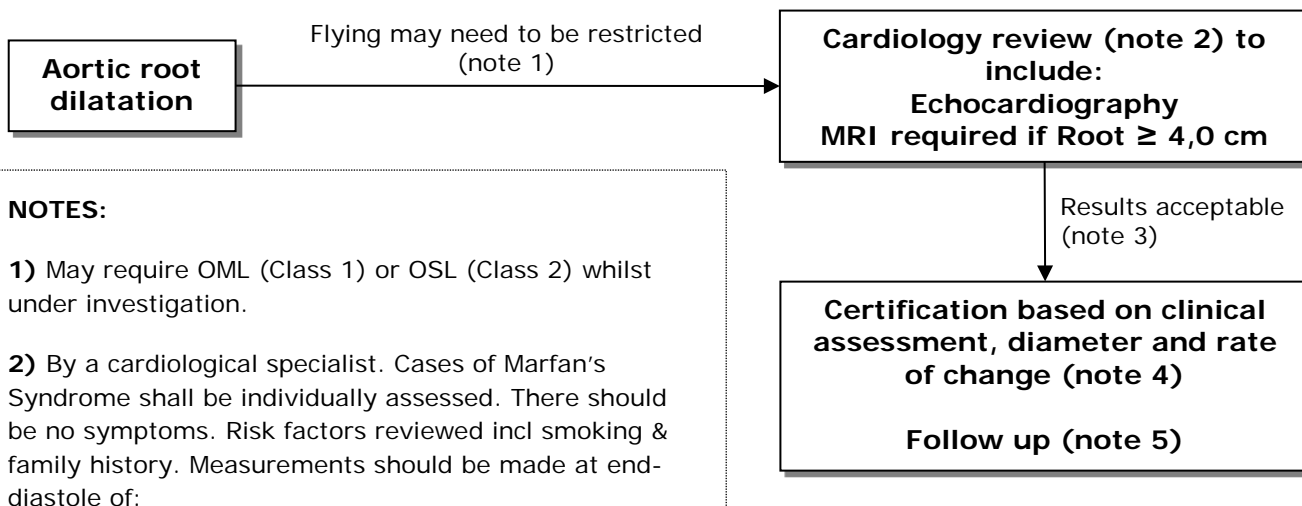 Aortic root
dilatation
Flying may need to be restricted
(note 1)
Cardiology review (note 2) to
include:
Echocardiography
MRI required if Root ≥ 4,0 cm
Results acceptable
(note 3)
Certification based on clinical
assessment, diameter and rate
of change (note 4)
Follow up (note 5)
NOTES:
1) May require OML (Class 1) or OSL (Class 2) whilst
under investigation.
2) By a cardiological specialist. Cases of Marfan’s
Syndrome shall be individually assessed. There should
be no symptoms. Risk factors reviewed incl smoking &
family history. Measurements should be made at end-
diastole of: